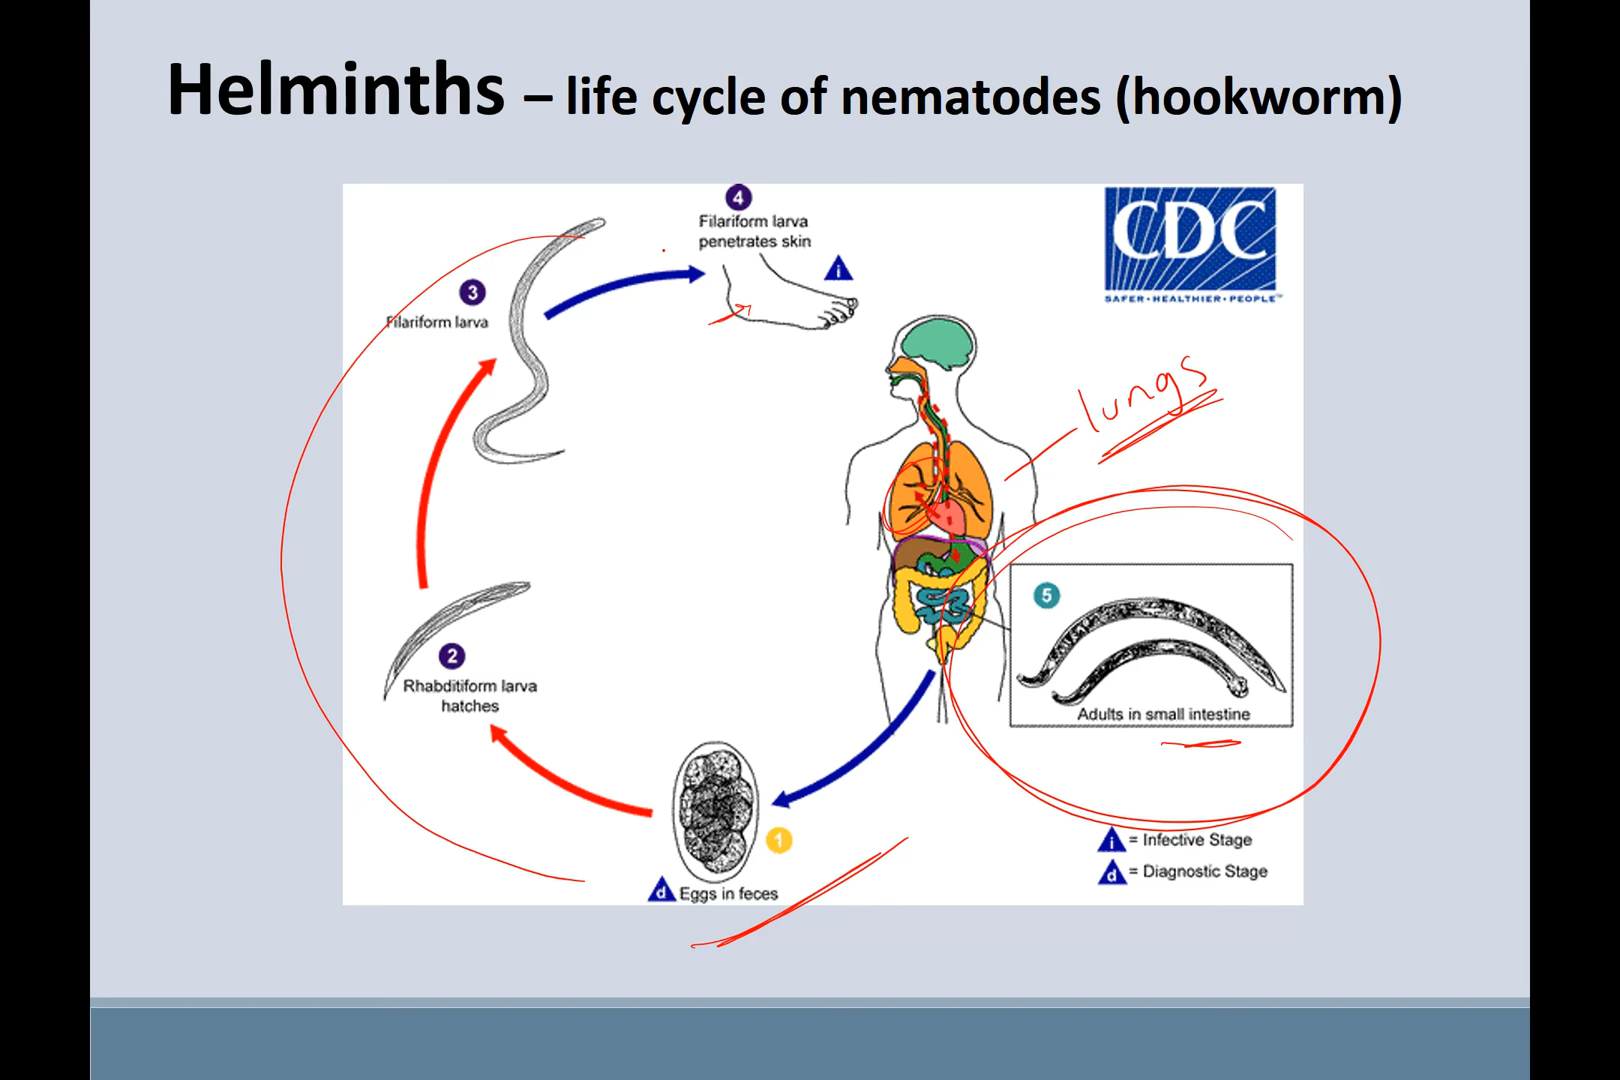 Helminths – life cycle of nematodes (hookworm)
4
Filariform larva
penetrates skin
i
CDC
SAFER • HEALTHIER • PEOPLE™
3
Filariform larva
lungs
5
Adults in small intestine
2
Rhabditiform larva
hatches
1
d Eggs in feces
i = Infective Stage
d = Diagnostic Stage